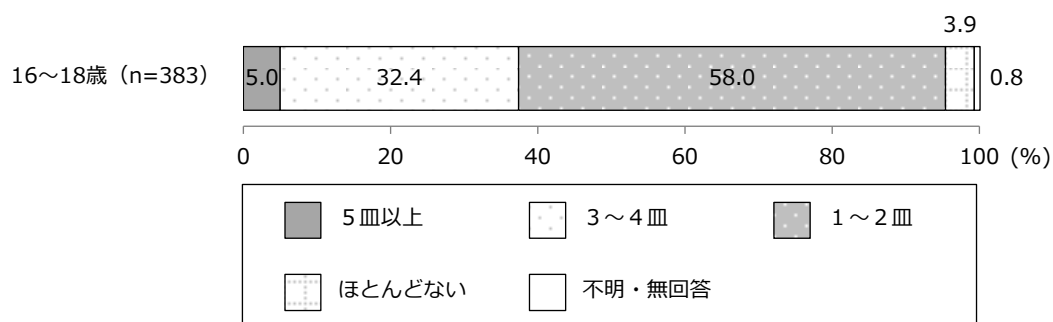 3.9
16～18歳（n=383） 5.0 32.4 58.0 0.8
0 20 40 60 80 100 (%)
５皿以上 ３～４皿 １～２皿
ほとんどない 不明・無回答